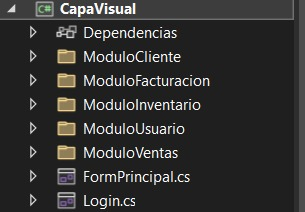 C# CapaVisual
Dependencias
ModuloCliente
ModuloFacturacion
ModuloInventario
ModuloUsuario
ModuloVentas
FormPrincipal.cs
Login.cs